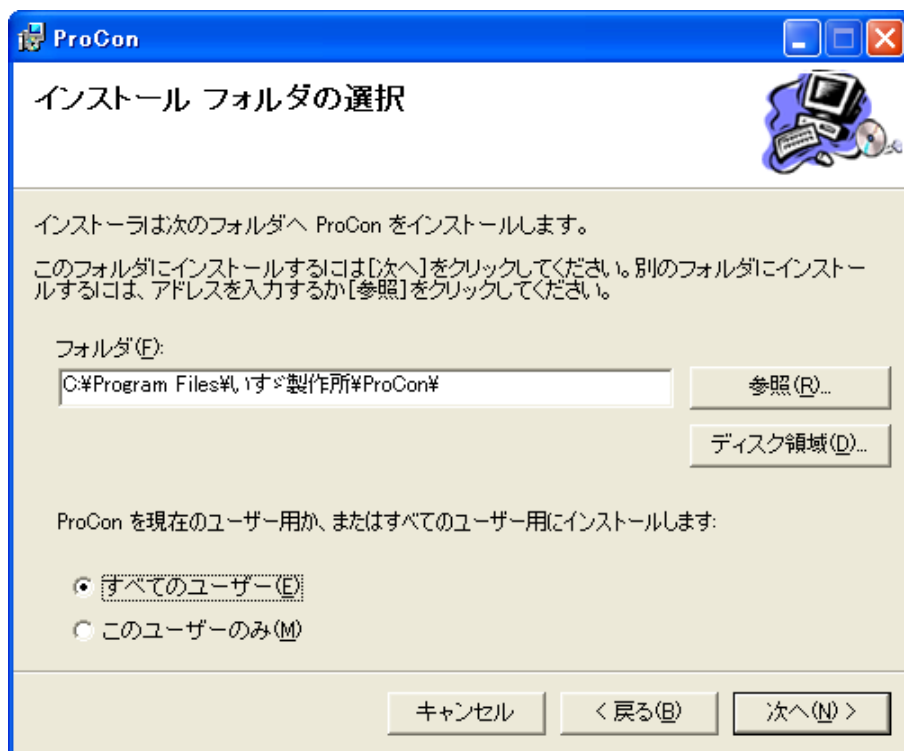 ProCon
インストール フォルダの選択
インストーラは次のフォルダへ ProCon をインストールします。
このフォルダにインストールするには[次へ]をクリックしてください。別のフォルダにインストー
ルするには、アドレスを入力するか[参照]をクリックしてください。
フォルダ(F):
C:¥Program Files¥いすゞ製作所¥ProCon¥
参照(R)...
ディスク領域(D)...
ProCon を現在のユーザー用か、またはすべてのユーザー用にインストールします:
すべてのユーザー(E)
このユーザーのみ(M)
キャンセル
< 戻る(B)
次へ(N) >